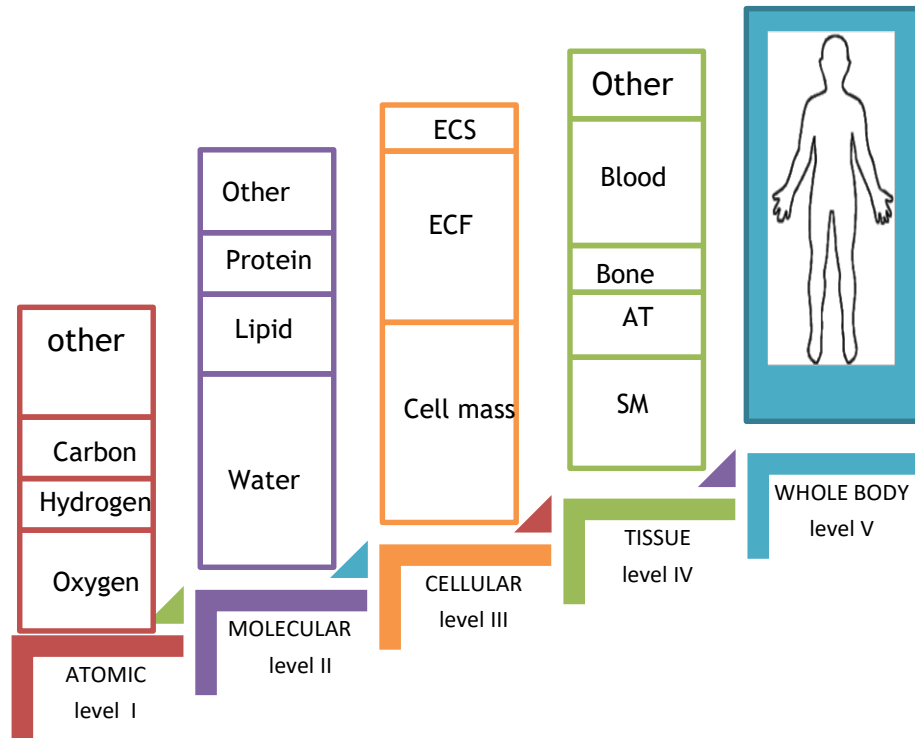 other
Carbon
Hydrogen
Oxygen
ATOMIC
level I
Other
Protein
Lipid
Water
MOLECULAR
level II
ECS
ECF
Cell mass
CELLULAR
level III
Other
Blood
Bone
AT
SM
TISSUE
level IV
WHOLE BODY
level V